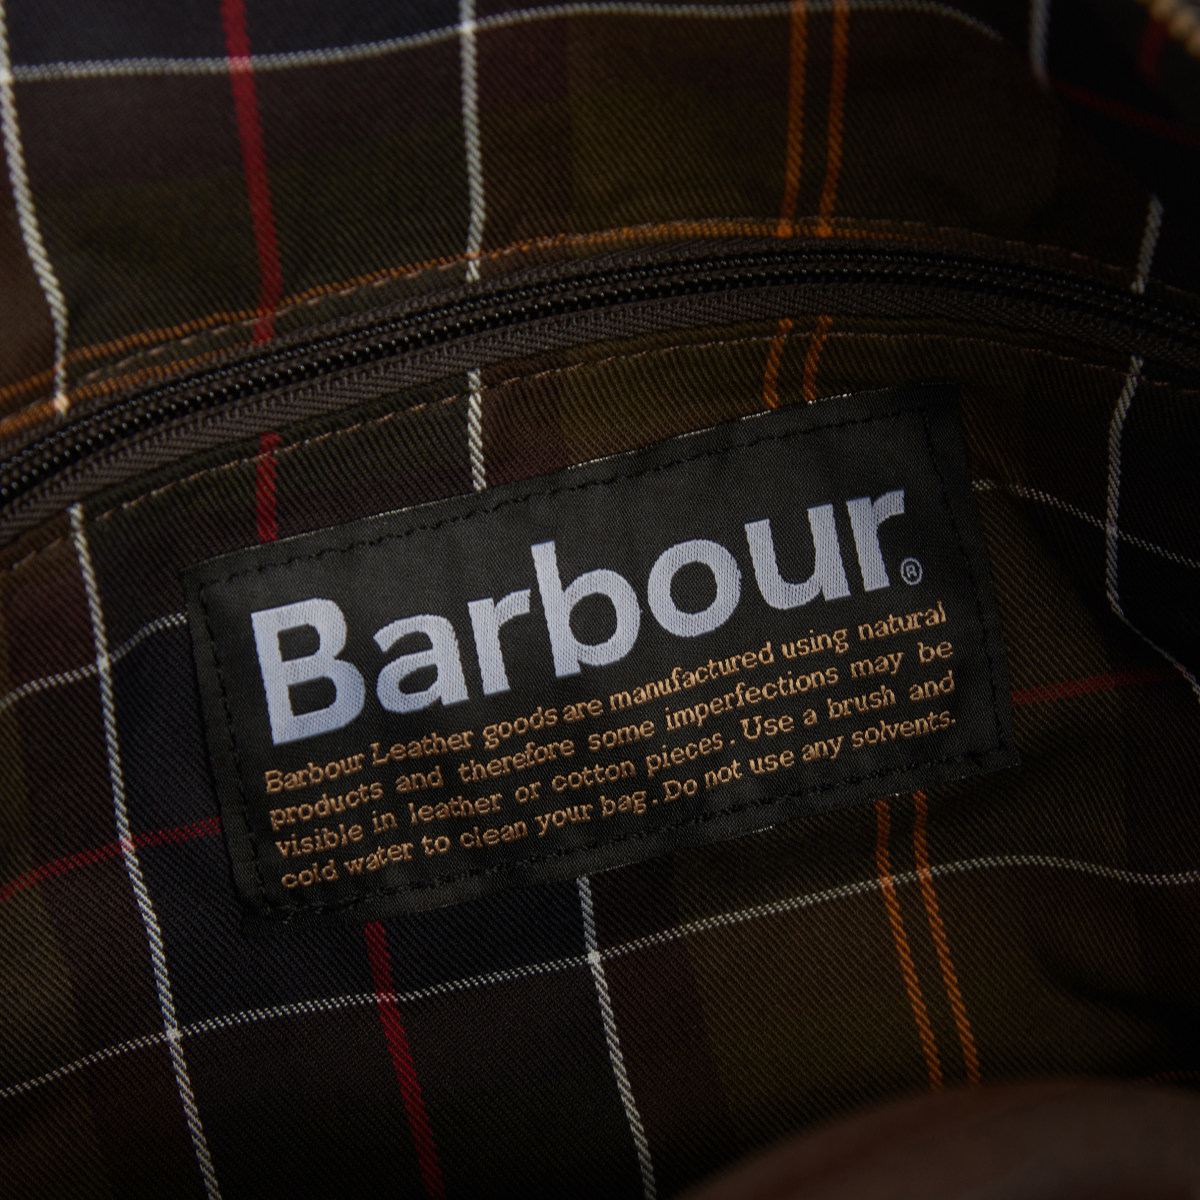 Barbour®
Barbour Leather goods are manufactured using natural
products and therefore some imperfections may be
visible in leather or cotton pieces. Use a brush and
cold water to clean your bag. Do not use any solvents.